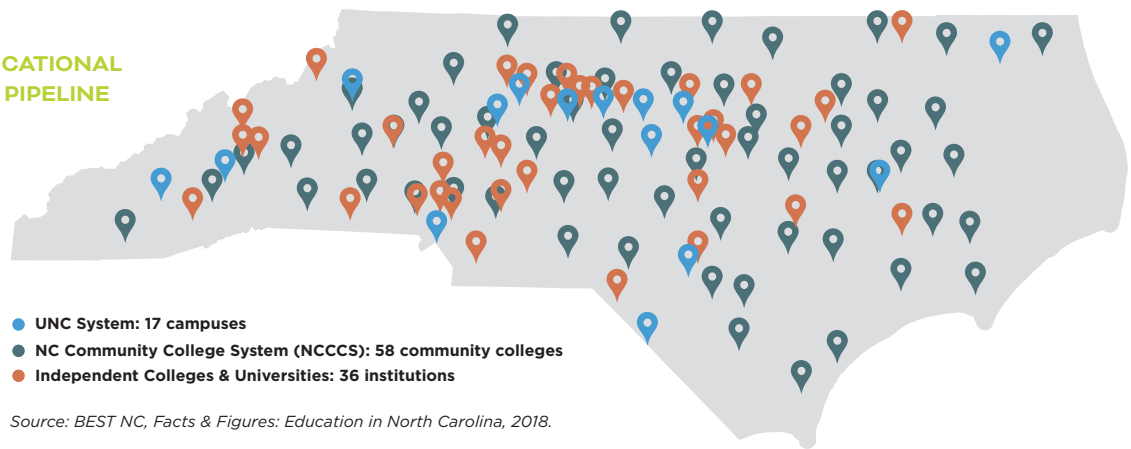 CATIONAL
PIPELINE
UNC System: 17 campuses
NC Community College System (NCCCS): 58 community colleges
Independent Colleges & Universities: 36 institutions
Source: BEST NC, Facts & Figures: Education in North Carolina, 2018.